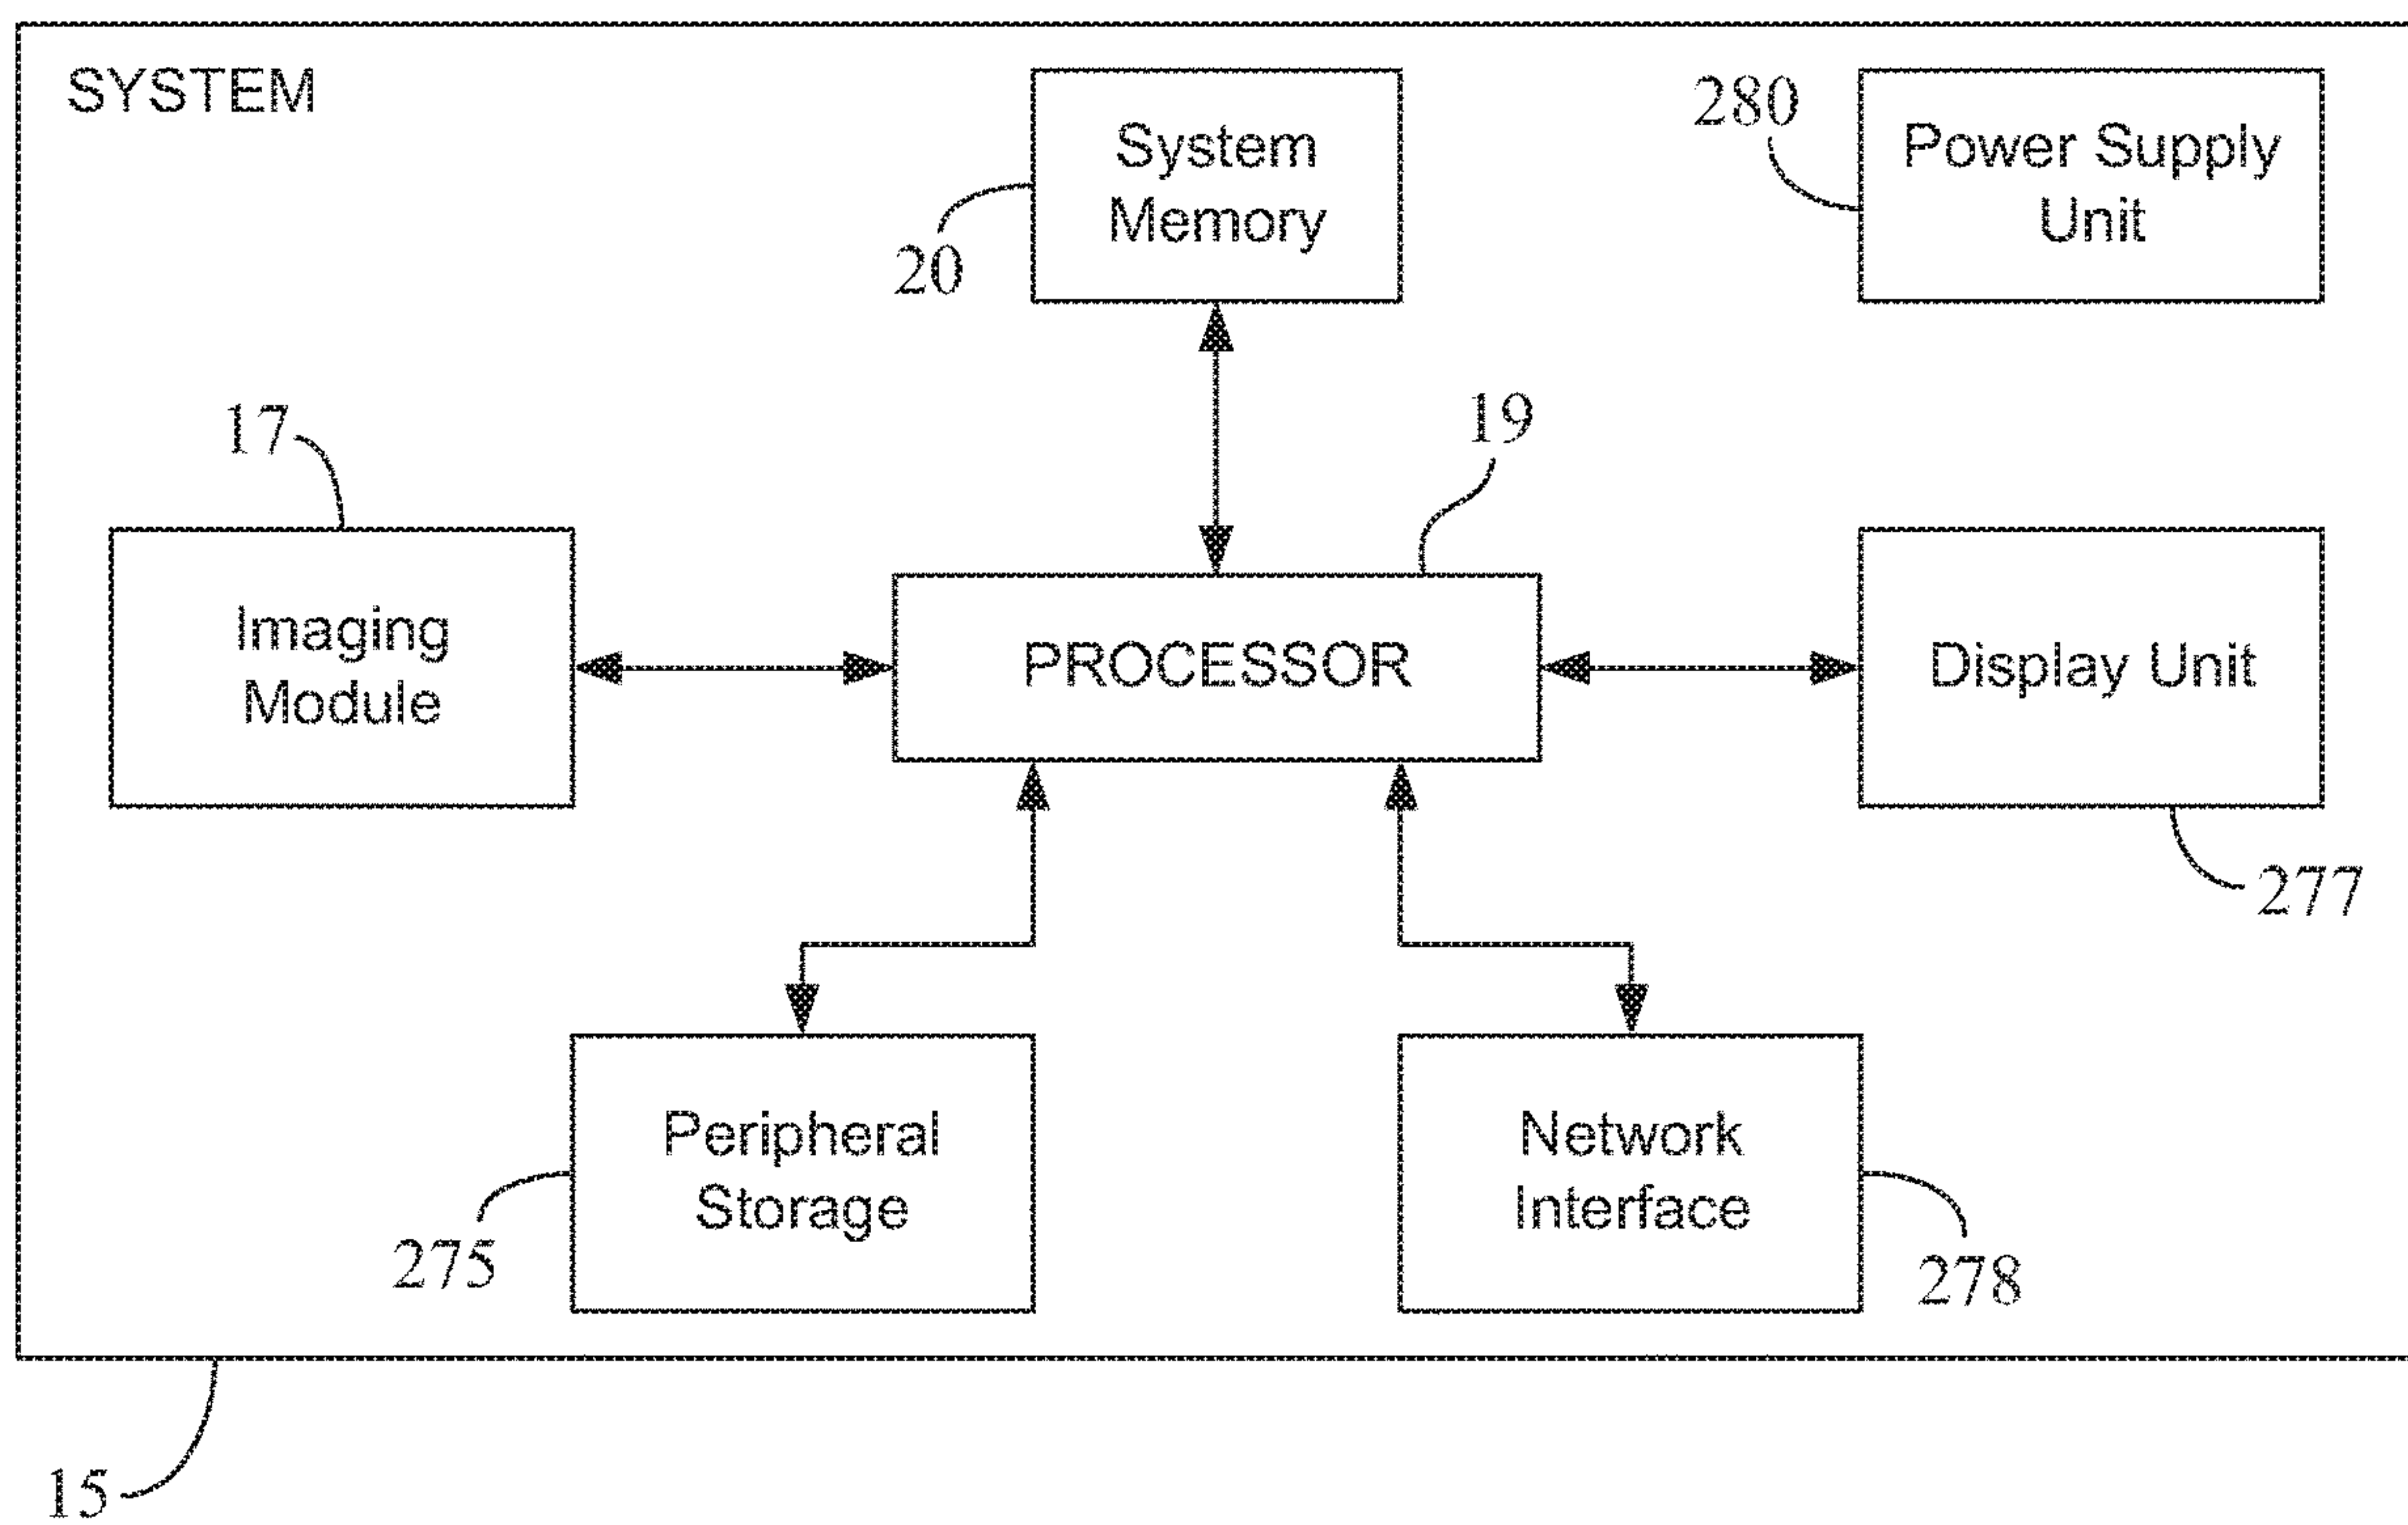 SYSTEM
System
Memory
20
280
Power Supply
Unit
17
19
Imaging
Module
PROCESSOR
Display Unit
277
Peripheral
Storage
275
Network
Interface
278
15